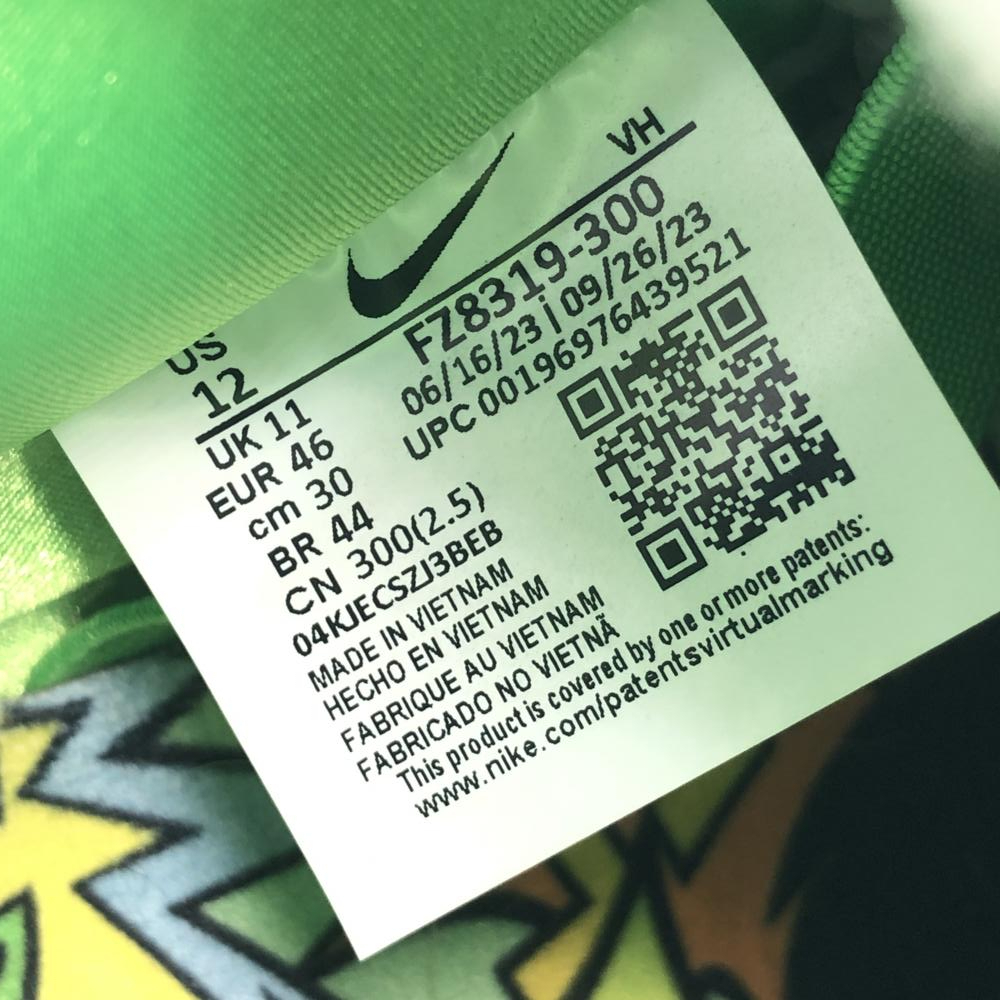 VH
US
12
FZ8319-300
06/16/23 | 09/26/23
UPC 00196976439521
UK 11
EUR 46
cm 30
BR 44
CN 300(2.5)
04KJECSZJ3BEB
MADE IN VIETNAM
HECHO EN VIETNAM
FABRIQUE AU VIETNAM
FABRICADO NO VIETNÃ
This product is covered by one or more patents:
www.nike.com/patentsvirtualmarking